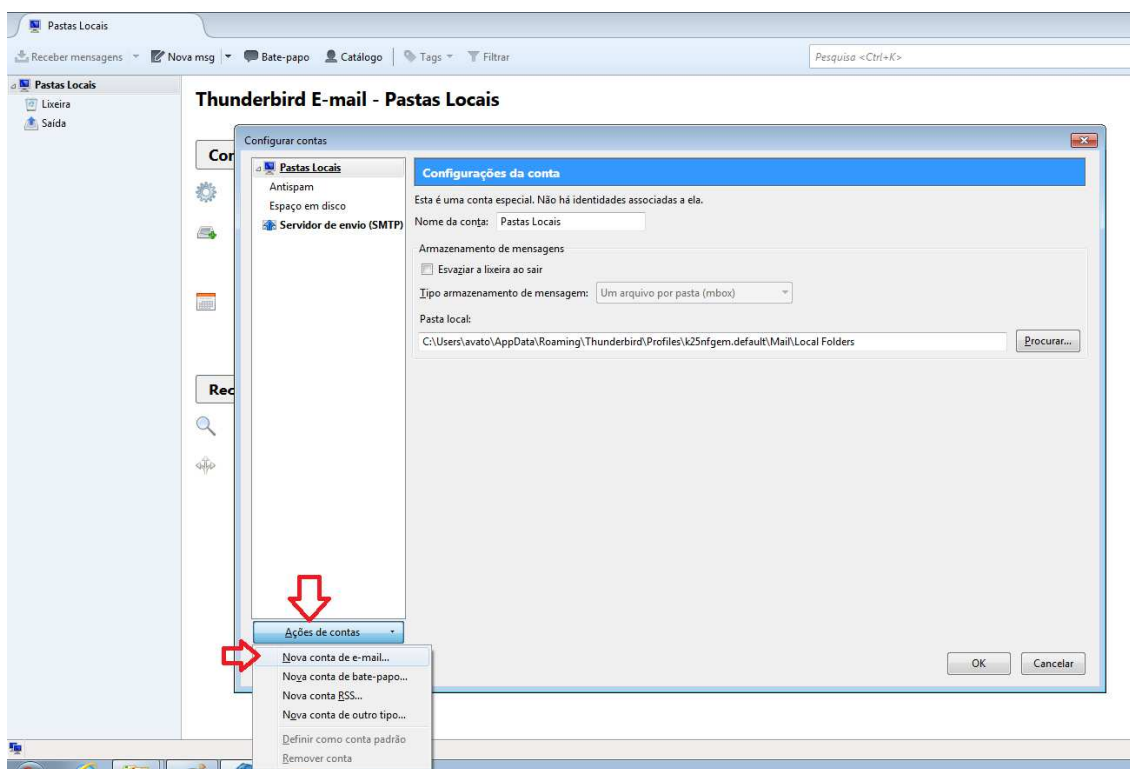 Pastas Locais
Receber mensagens Nova msg Bate-papo Catálogo Tags Filtrar Pesquisa <Ctrl+K>
Pastas Locais
Lixeira
Saída
Thunderbird E-mail - Pastas Locais
Cor
Rec
Configurar contas
Pastas Locais
Antispam
Espaço em disco
Servidor de envio (SMTP)
Configurações da conta
Esta é uma conta especial. Não há identidades associadas a ela.
Nome da conta: Pastas Locais
Armazenamento de mensagens
Esvaziar a lixeira ao sair
Tipo armazenamento de mensagem: Um arquivo por pasta (mbox)
Pasta local:
C:\Users\avato\AppData\Roaming\Thunderbird\Profiles\k25nfgem.default\Mail\Local Folders Procurar...
Ações de contas
Nova conta de e-mail...
Nova conta de bate-papo...
Nova conta RSS...
Nova conta de outro tipo...
Definir como conta padrão
Remover conta
OK Cancelar